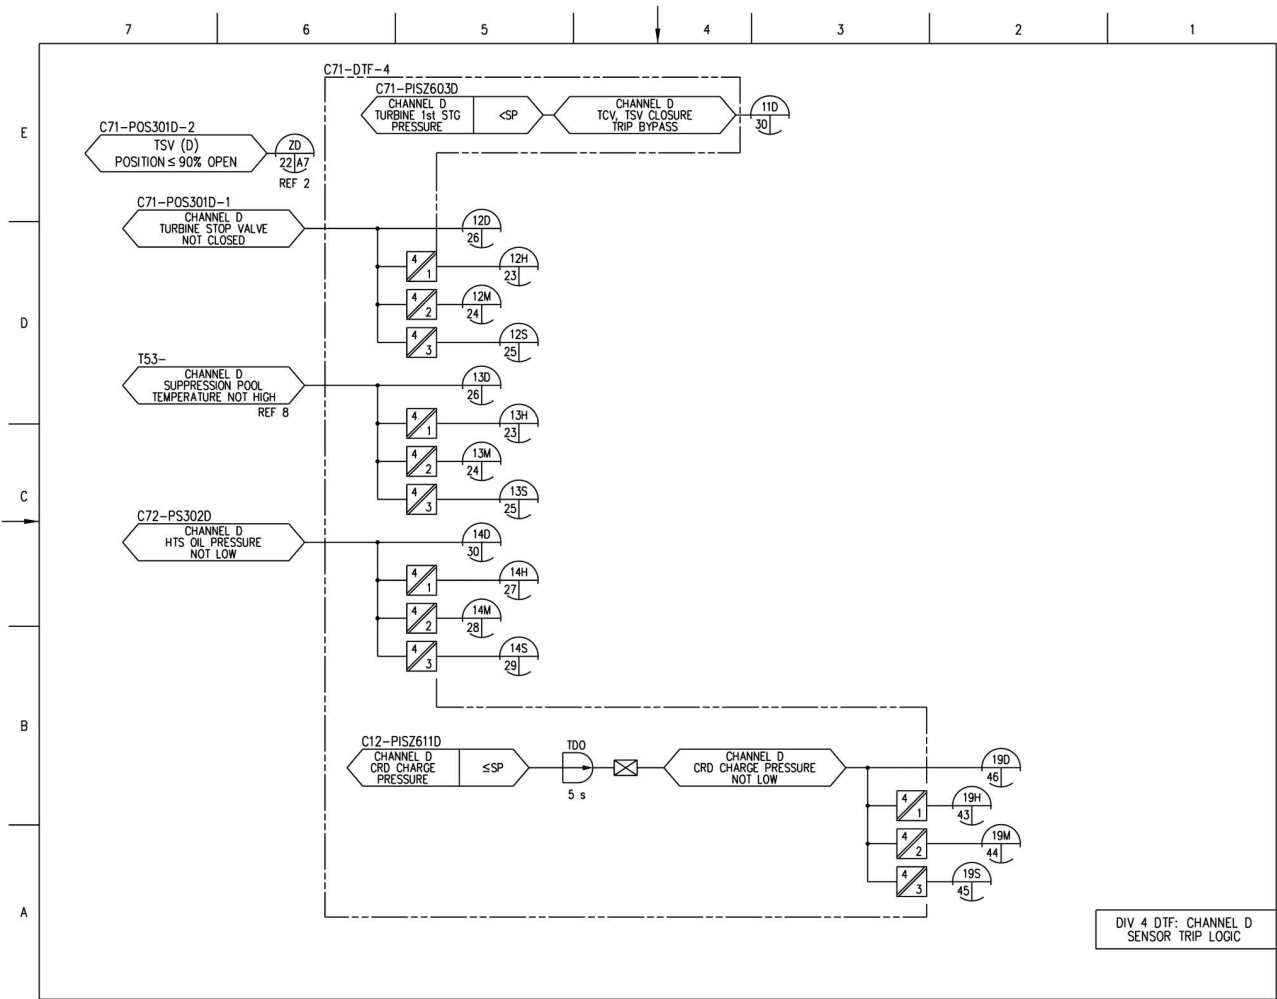 7 6 5 4 3 2 1
E
D
C
B
A
C71-DTF-4
C71-PISZ603D
CHANNEL D
TURBINE 1st STG
PRESSURE
<SP
CHANNEL D
TCV, TSV CLOSURE
TRIP BYPASS
11D
30
C71-POS301D-2
TSV (D)
POSITION ≤ 90% OPEN
ZD
22 A7
REF 2
C71-POS301D-1
CHANNEL D
TURBINE STOP VALVE
NOT CLOSED
12D
26
4
1
12H
23
4
2
12M
24
4
3
12S
25
T53-
CHANNEL D
SUPPRESSION POOL
TEMPERATURE NOT HIGH
REF 8
13D
26
4
1
13H
23
4
2
13M
24
4
3
13S
25
C72-PS302D
CHANNEL D
HTS OIL PRESSURE
NOT LOW
14D
30
4
1
14H
27
4
2
14M
28
4
3
14S
29
C12-PISZ611D
CHANNEL D
CRD CHARGE
PRESSURE
≤SP
TDO
5 s
CHANNEL D
CRD CHARGE PRESSURE
NOT LOW
19D
46
4
1
19H
43
4
2
19M
44
4
3
19S
45
DIV 4 DTF: CHANNEL D
SENSOR TRIP LOGIC